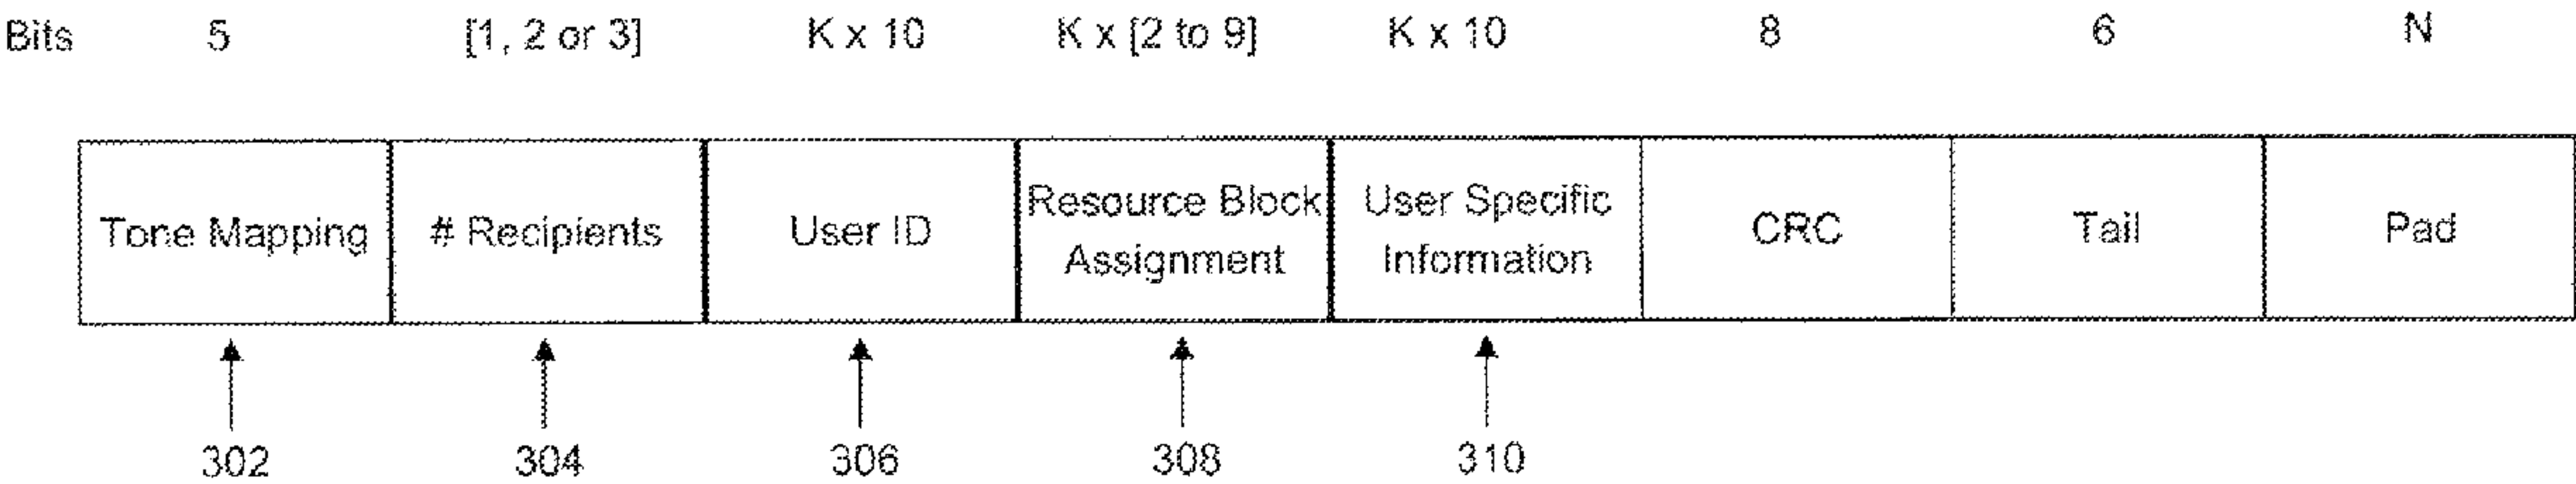 Bits 5 [1, 2 or 3] K x 10 K x [2 to 9] K x 10 8 6 N
Tone Mapping # Recipients User ID Resource Block Assignment User Specific Information CRC Tail Pad
302 304 306 308 310